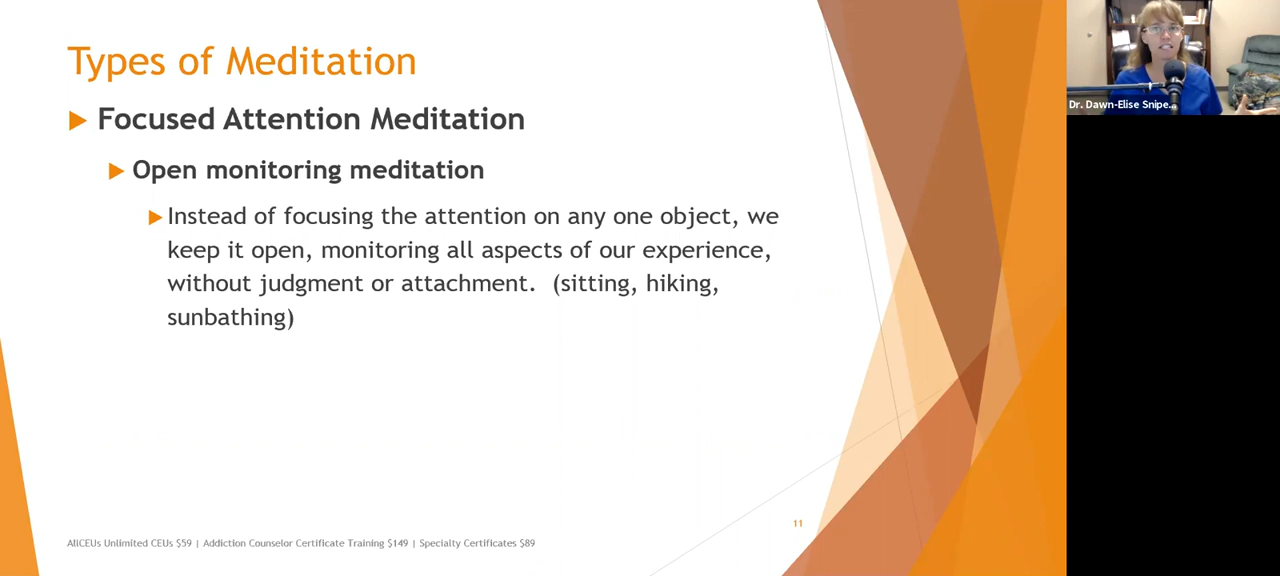 Types of Meditation
Focused Attention Meditation
Open monitoring meditation
Instead of focusing the attention on any one object, we
keep it open, monitoring all aspects of our experience,
without judgment or attachment.  (sitting, hiking,
sunbathing)
11
AllCEUs Unlimited CEUs $59 | Addiction Counselor Certificate Training $149 | Specialty Certificates $89
Dr. Dawn-Elise Snipe...